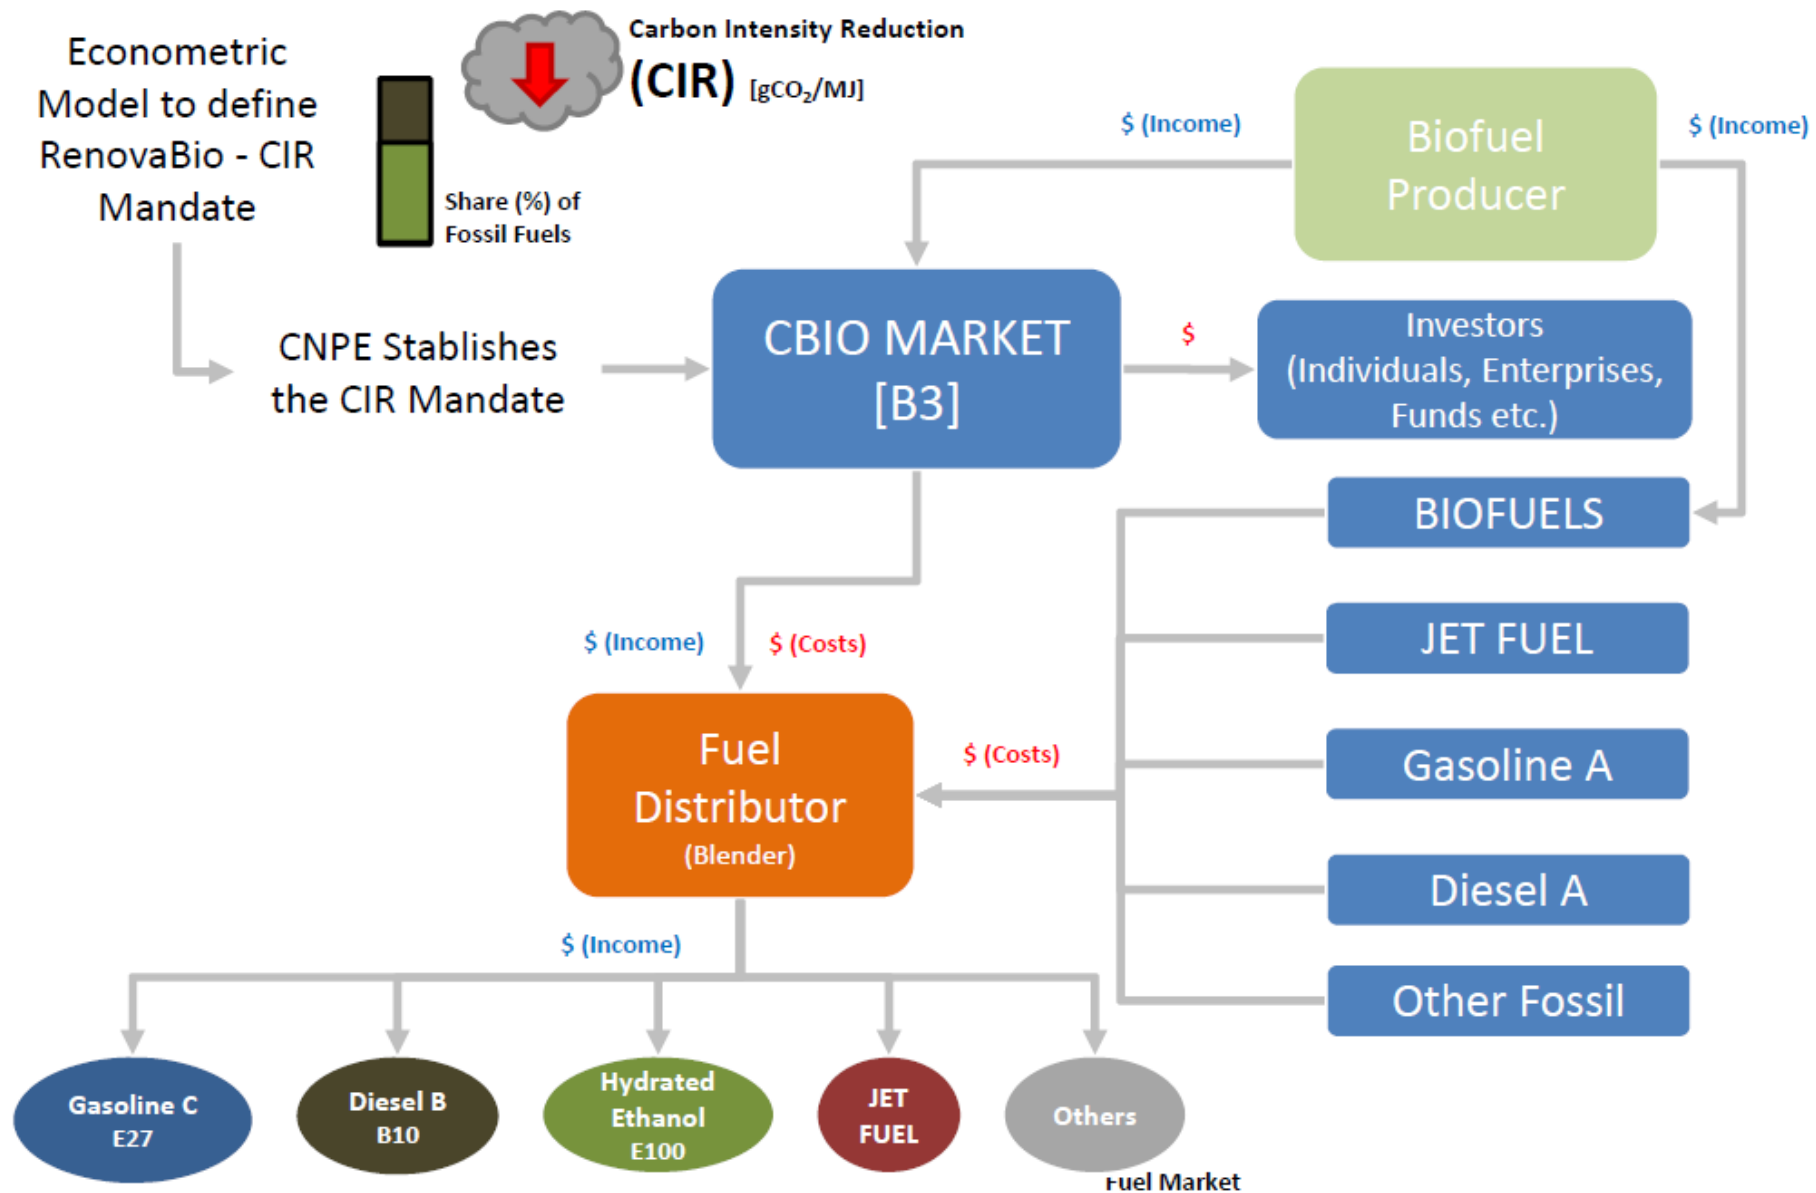 Econometric
Model to define
RenovaBio - CIR
Mandate
Carbon Intensity Reduction
(CIR) [gCO₂/MJ]
Share (%) of
Fossil Fuels
$ (Income)
Biofuel
Producer
$ (Income)
CNPE Stablishes
the CIR Mandate
CBIO MARKET
[B3]
$
Investors
(Individuals, Enterprises,
Funds etc.)
BIOFUELS
JET FUEL
Gasoline A
Diesel A
Other Fossil
$ (Income)
$ (Costs)
Fuel
Distributor
(Blender)
$ (Costs)
$ (Income)
Gasoline C
E27
Diesel B
B10
Hydrated
Ethanol
E100
JET
FUEL
Others
Fuel Market